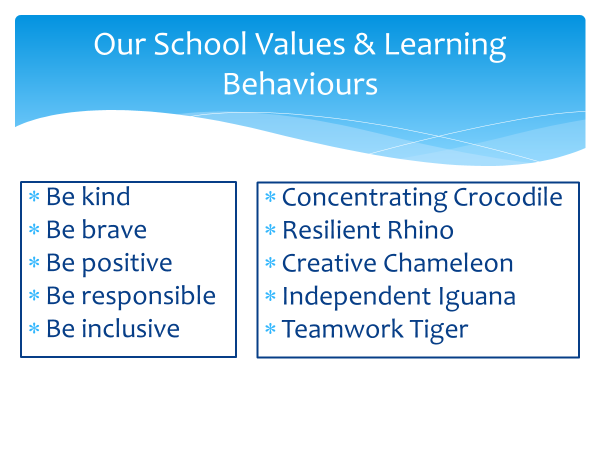 Our School Values & Learning
Behaviours
* Be kind
* Be brave
* Be positive
* Be responsible
* Be inclusive
* Concentrating Crocodile
* Resilient Rhino
* Creative Chameleon
* Independent Iguana
* Teamwork Tiger